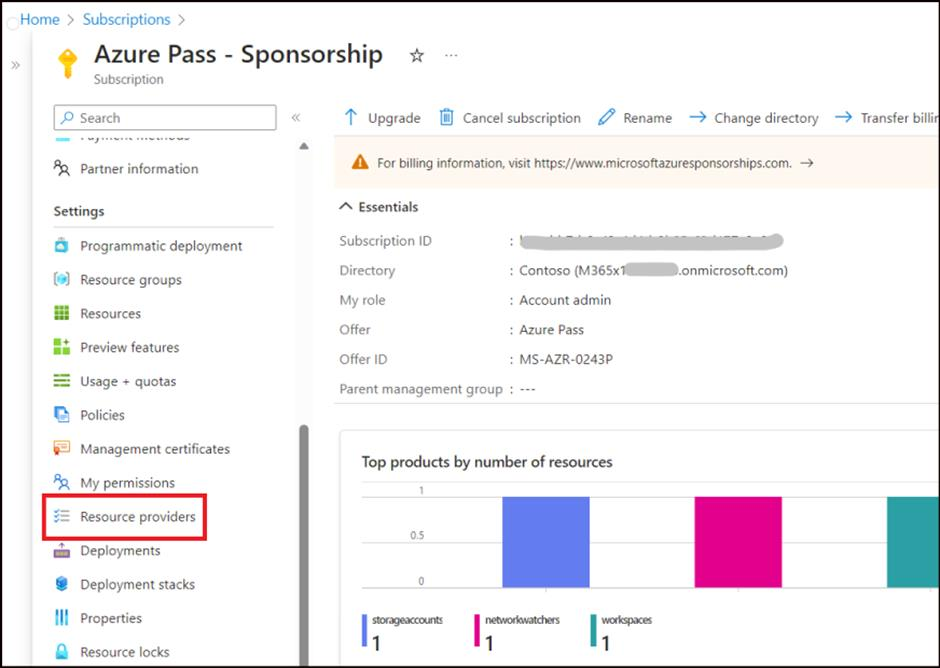 Home > Subscriptions >
Azure Pass - Sponsorship
Subscription
Search
Partner information
Settings
Programmatic deployment
Resource groups
Resources
Preview features
Usage + quotas
Policies
Management certificates
My permissions
Resource providers
Deployments
Deployment stacks
Properties
Resource locks
Upgrade Cancel subscription Rename Change directory Transfer billin
For billing information, visit https://www.microsoftazuresponsorships.com. →
Essentials
Subscription ID :
Directory : Contoso (M365x1 .onmicrosoft.com)
My role : Account admin
Offer : Azure Pass
Offer ID : MS-AZR-0243P
Parent management group : ---
Top products by number of resources
1
0.5
0
storageaccounts networkwatchers workspaces
1 1 1